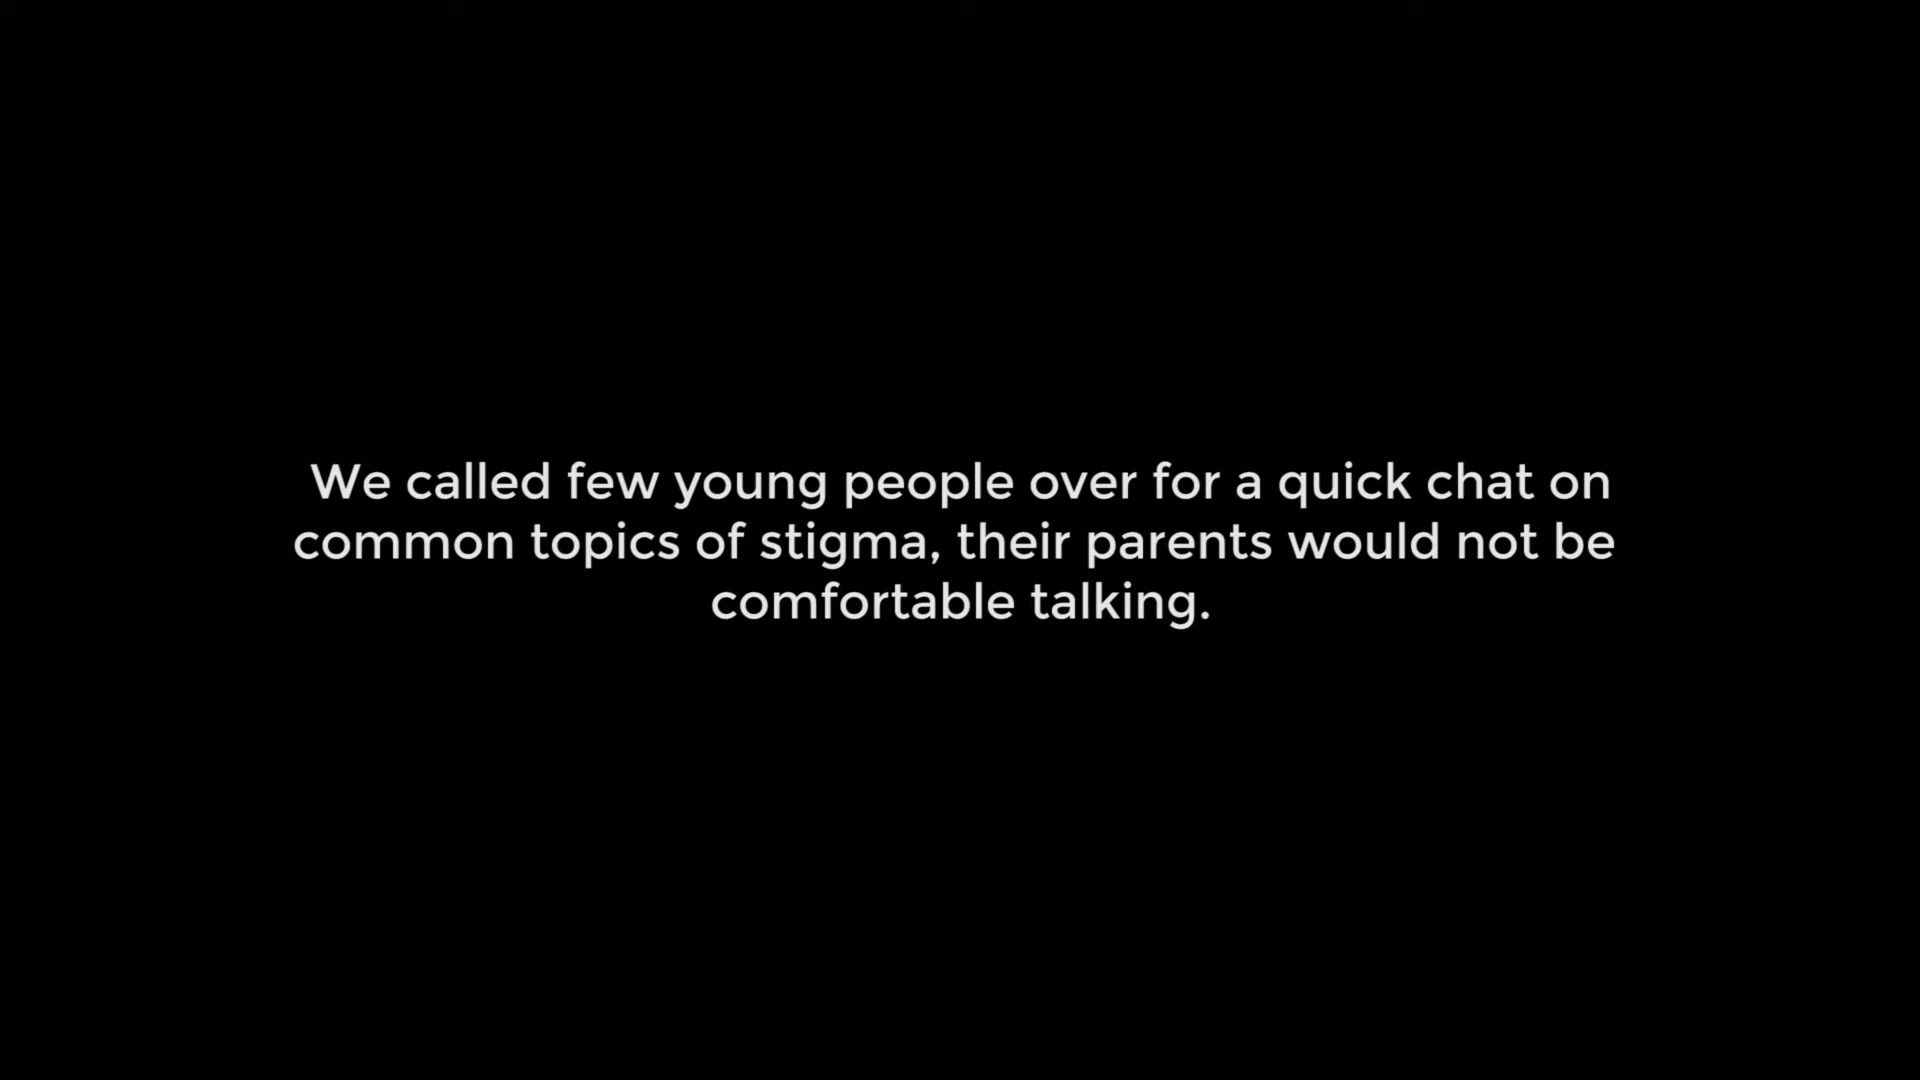 We called few young people over for a quick chat on
common topics of stigma, their parents would not be
comfortable talking.